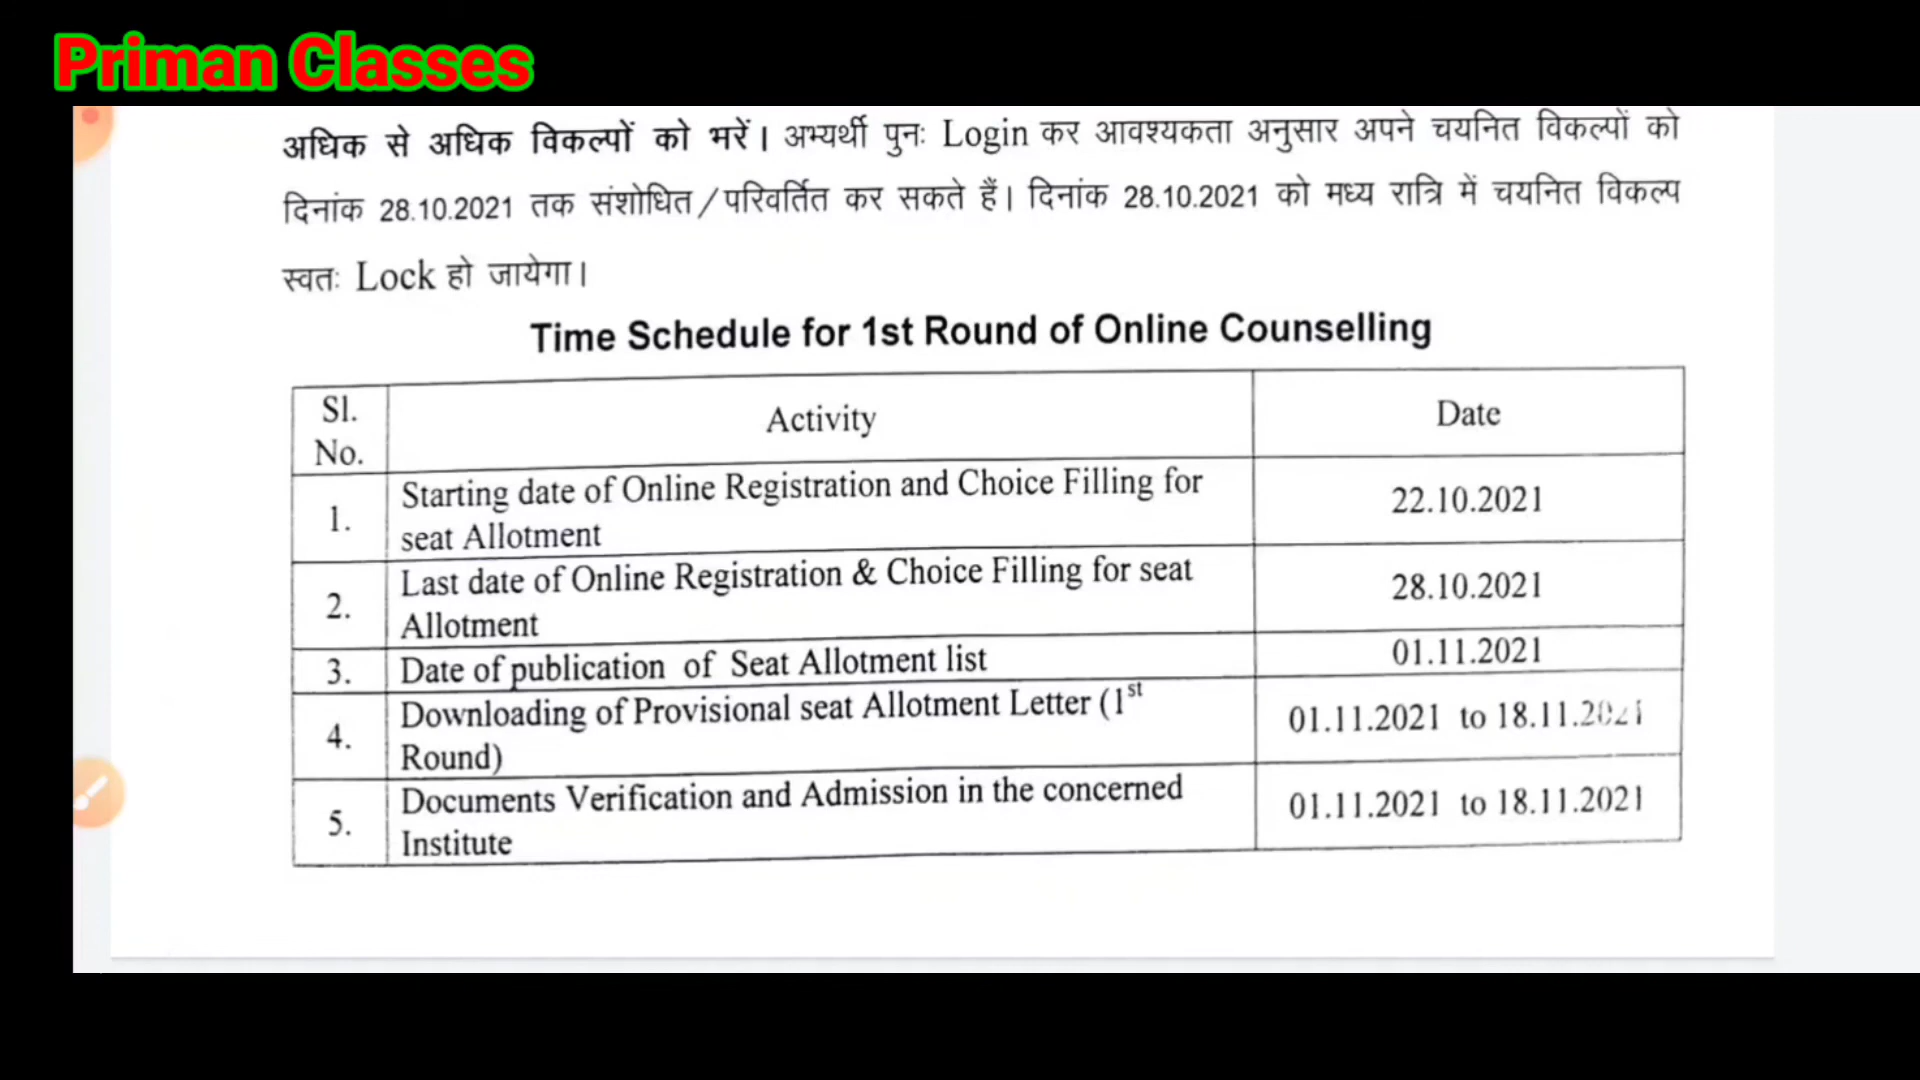 Priman Classes
अधिक से अधिक विकल्पों को भरें। अभ्यर्थी पुनः Login कर आवश्यकता अनुसार अपने चयनित विकल्पों को
दिनांक 28.10.2021 तक संशोधित/परिवर्तित कर सकते हैं। दिनांक 28.10.2021 को मध्य रात्रि में चयनित विकल्प
स्वतः Lock हो जायेगा।
Time Schedule for 1st Round of Online Counselling
Sl. No. Activity Date
1. Starting date of Online Registration and Choice Filling for
seat Allotment 22.10.2021
2. Last date of Online Registration & Choice Filling for seat
Allotment 28.10.2021
3. Date of publication of Seat Allotment list 01.11.2021
4. Downloading of Provisional seat Allotment Letter (1st
Round) 01.11.2021 to 18.11.2021
5. Documents Verification and Admission in the concerned
Institute 01.11.2021 to 18.11.2021